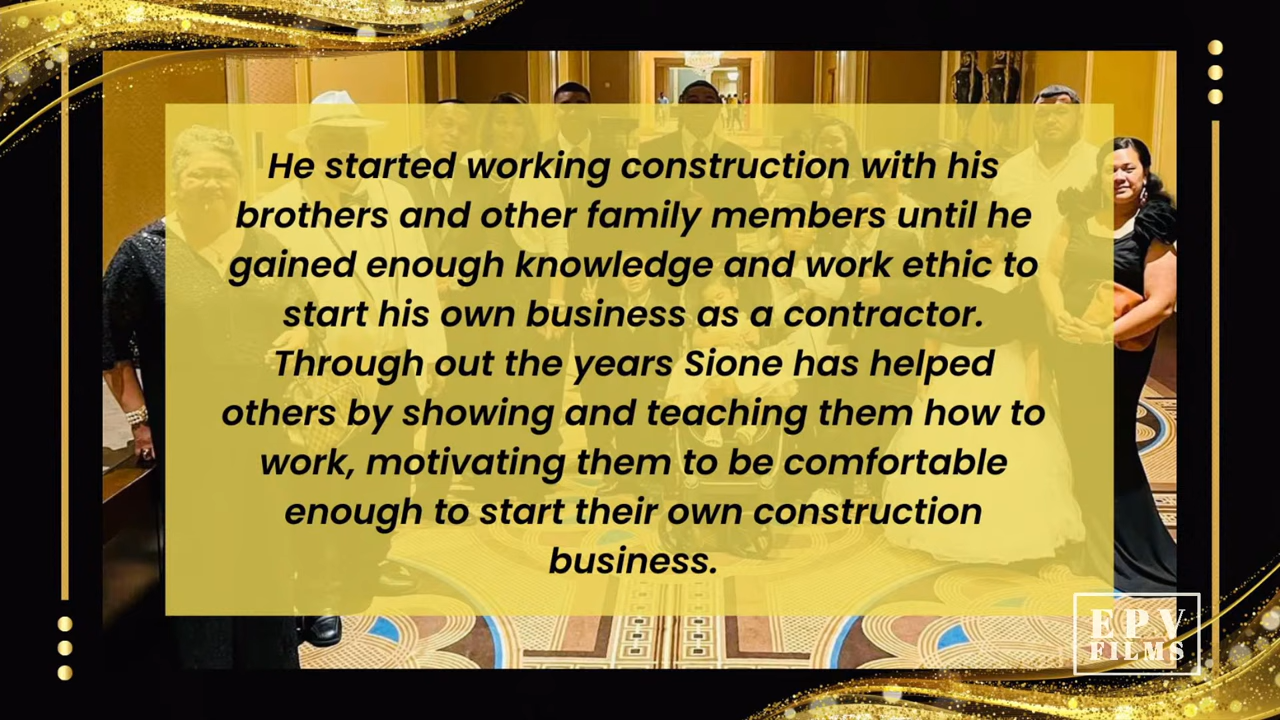 He started working construction with his
brothers and other family members until he
gained enough knowledge and work ethic to
start his own business as a contractor.
Through out the years Sione has helped
others by showing and teaching them how to
work, motivating them to be comfortable
enough to start their own construction
business.
EPV
FILMS